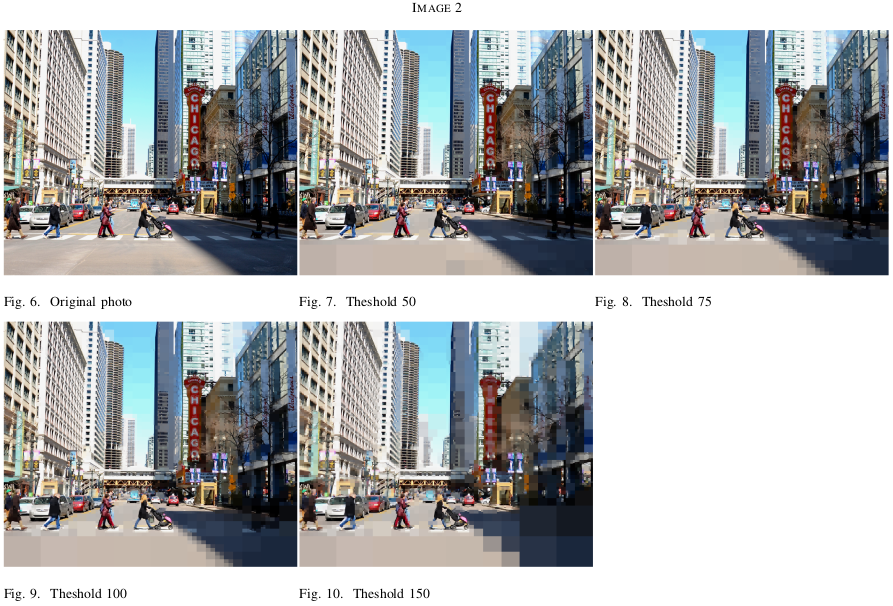 IMAGE 2
CHICAGO
CHICAGO
CHICAGO
Fig. 6. Original photo
Fig. 7. Theshold 50
Fig. 8. Theshold 75
CHICAGO
Fig. 9. Theshold 100
Fig. 10. Theshold 150